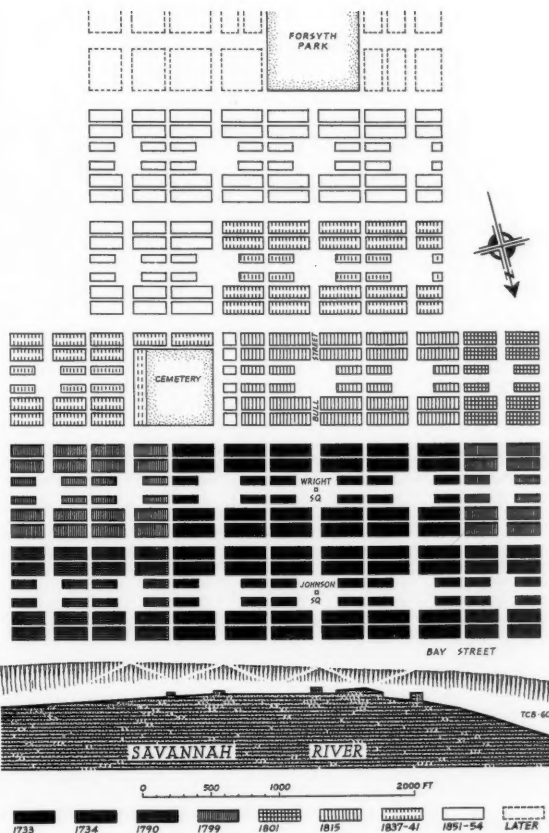 FORSYTH
PARK
N
STREET
BULL
CEMETERY
WRIGHT
SQ
JOHNSON
SQ
BAY STREET
TCB-60
SAVANNAH RIVER
0 500 1000 2000 FT
1733 1734 1790 1799 1801 1815 1837-41 1851-54 LATER